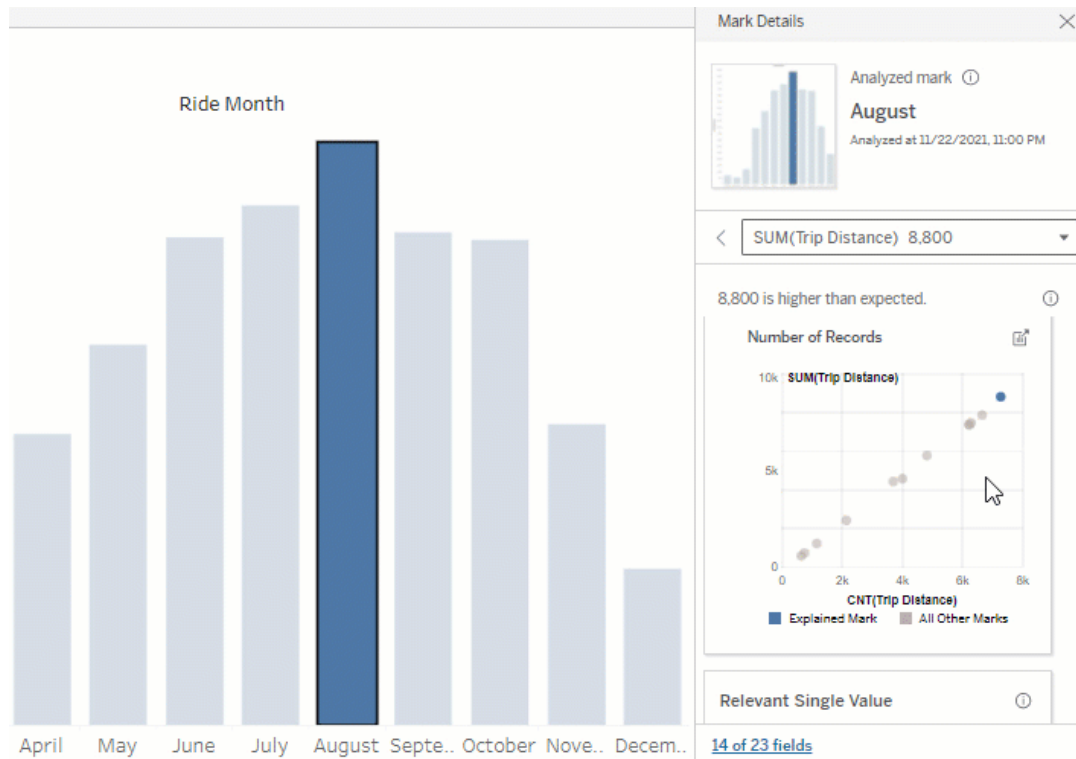 Ride Month
April May June July August Septe.. October Nove.. Decem..
Mark Details
Analyzed mark
August
Analyzed at 11/22/2021, 11:00 PM
SUM(Trip Distance) 8,800
8,800 is higher than expected.
Number of Records
10k SUM(Trip Distance)
5k
0
0 2k 4k 6k 8k
CNT(Trip Distance)
Explained Mark All Other Marks
Relevant Single Value
14 of 23 fields